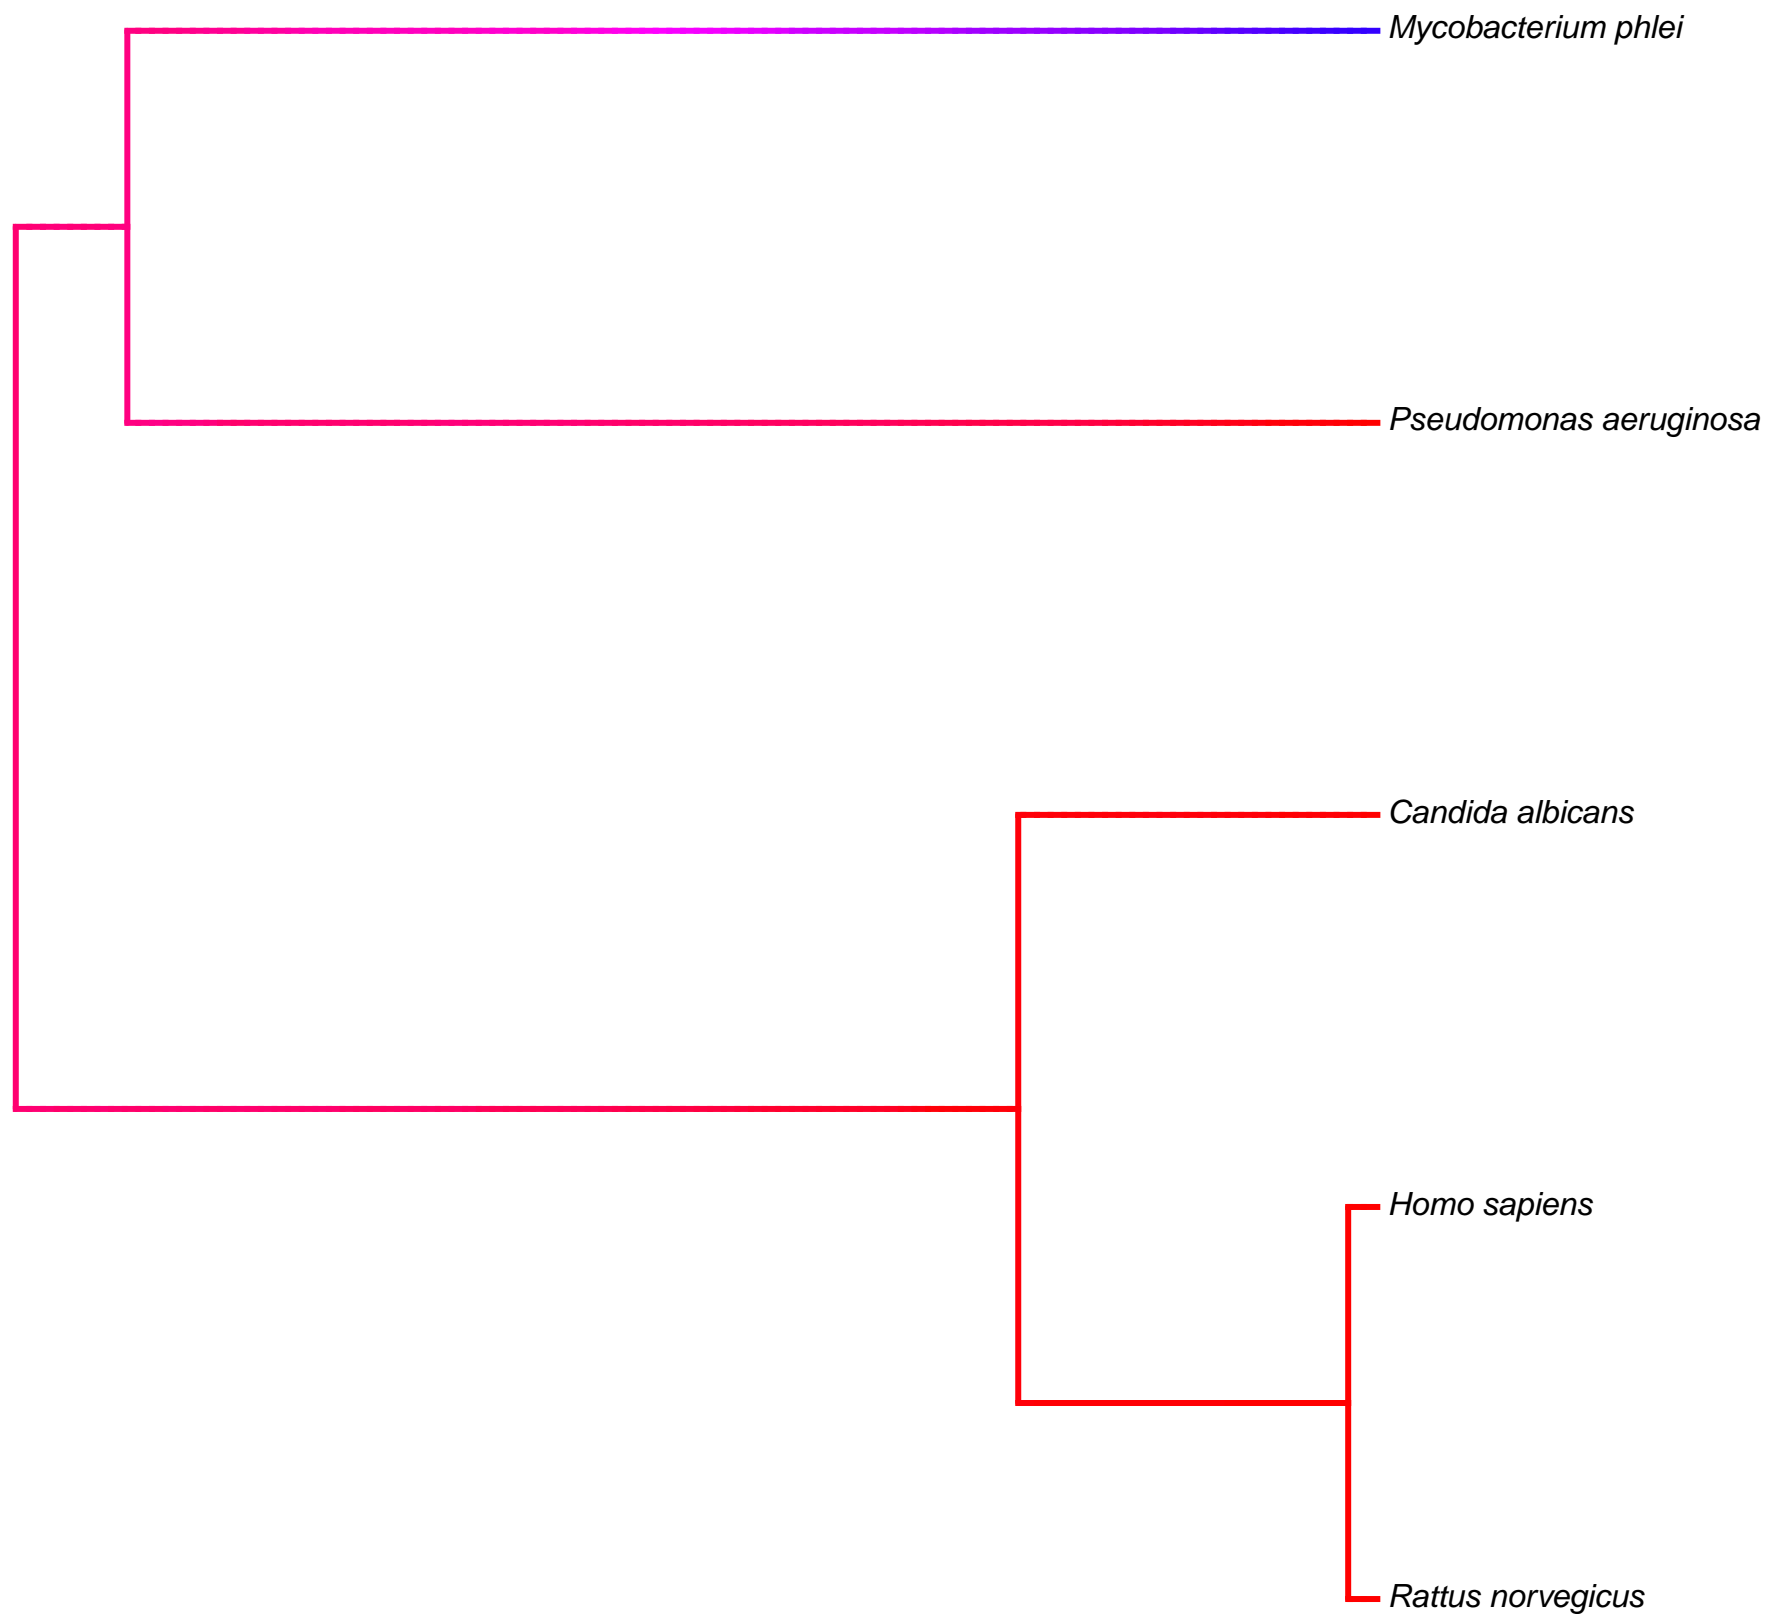 Mycobacterium phlei
Pseudomonas aeruginosa
Candida albicans
Homo sapiens
Rattus norvegicus